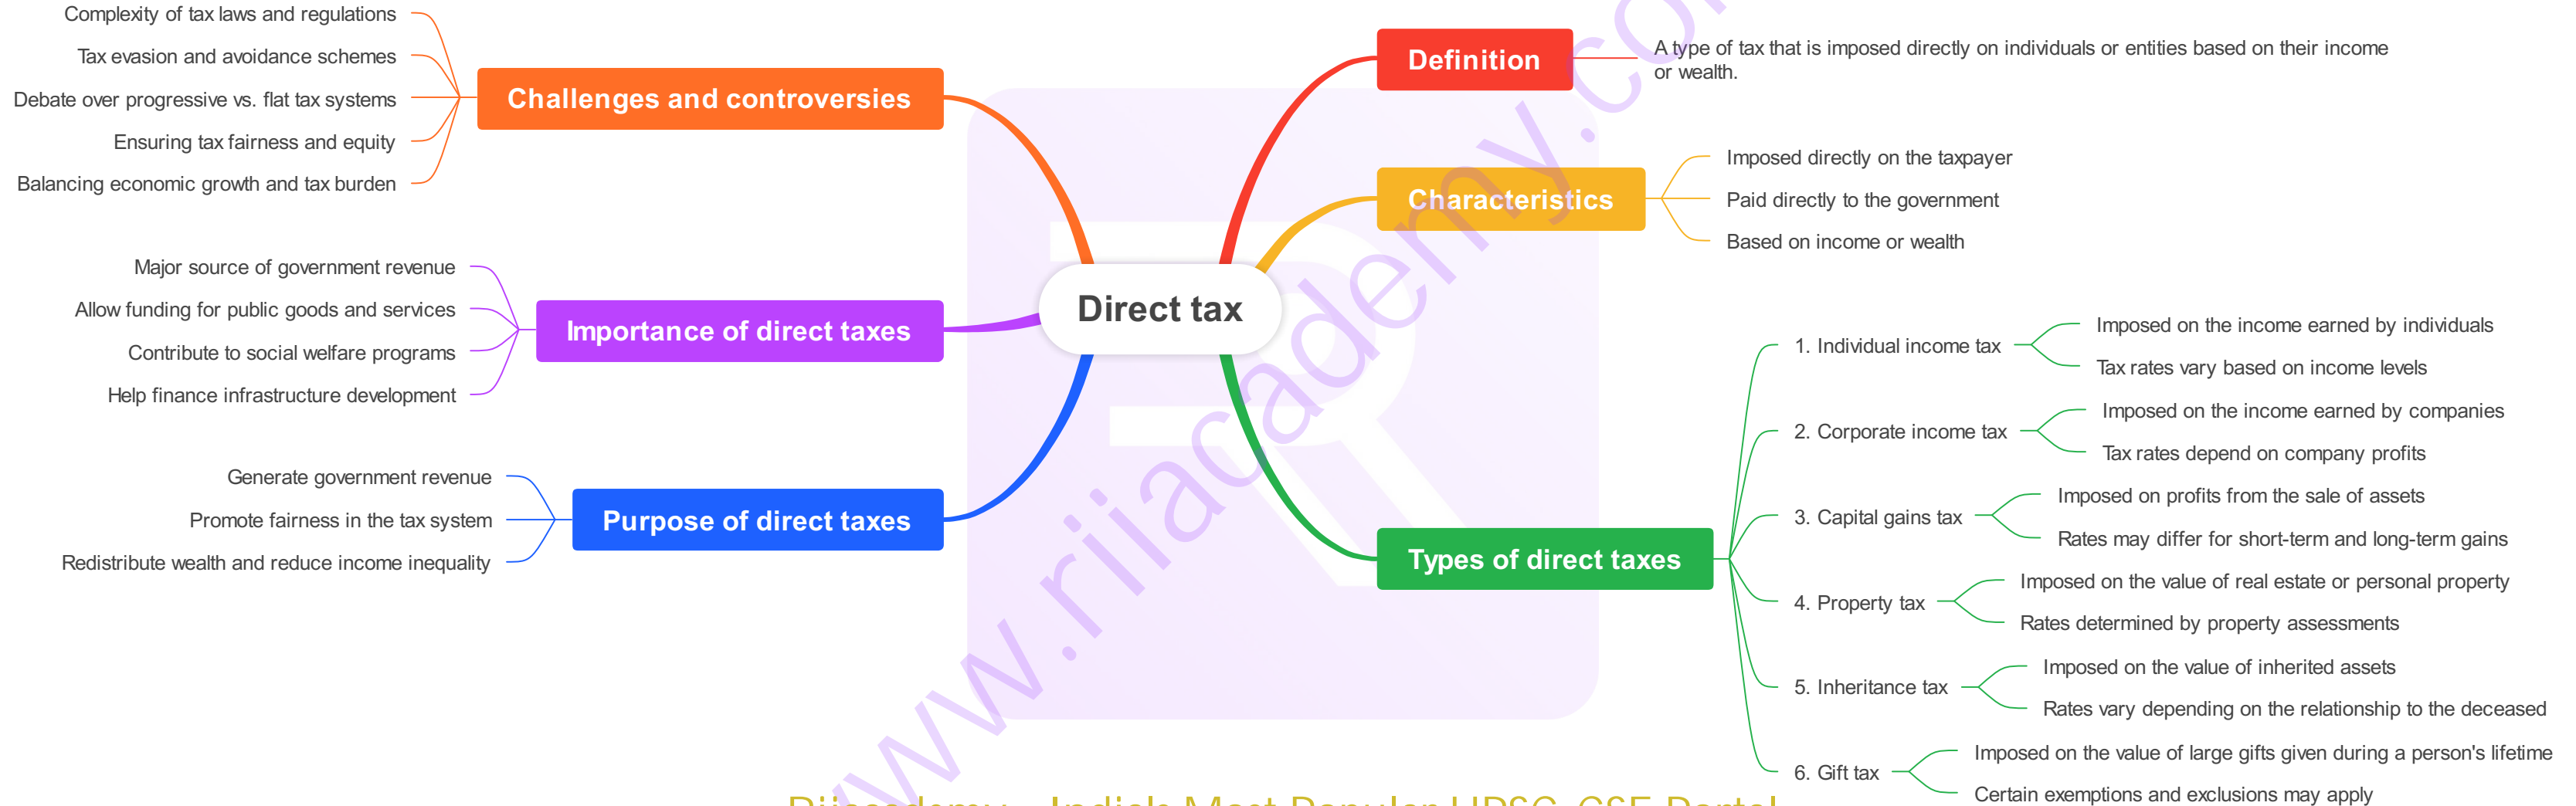 Direct tax
Definition
A type of tax that is imposed directly on individuals or entities based on their income
or wealth.
Characteristics
Imposed directly on the taxpayer
Paid directly to the government
Based on income or wealth
Types of direct taxes
1. Individual income tax
Imposed on the income earned by individuals
Tax rates vary based on income levels
2. Corporate income tax
Imposed on the income earned by companies
Tax rates depend on company profits
3. Capital gains tax
Imposed on profits from the sale of assets
Rates may differ for short-term and long-term gains
4. Property tax
Imposed on the value of real estate or personal property
Rates determined by property assessments
5. Inheritance tax
Imposed on the value of inherited assets
Rates vary depending on the relationship to the deceased
6. Gift tax
Imposed on the value of large gifts given during a person's lifetime
Certain exemptions and exclusions may apply
Challenges and controversies
Complexity of tax laws and regulations
Tax evasion and avoidance schemes
Debate over progressive vs. flat tax systems
Ensuring tax fairness and equity
Balancing economic growth and tax burden
Importance of direct taxes
Major source of government revenue
Allow funding for public goods and services
Contribute to social welfare programs
Help finance infrastructure development
Purpose of direct taxes
Generate government revenue
Promote fairness in the tax system
Redistribute wealth and reduce income inequality
www.riiacademy.co
India's Most Popular UPSC-CSE Portal